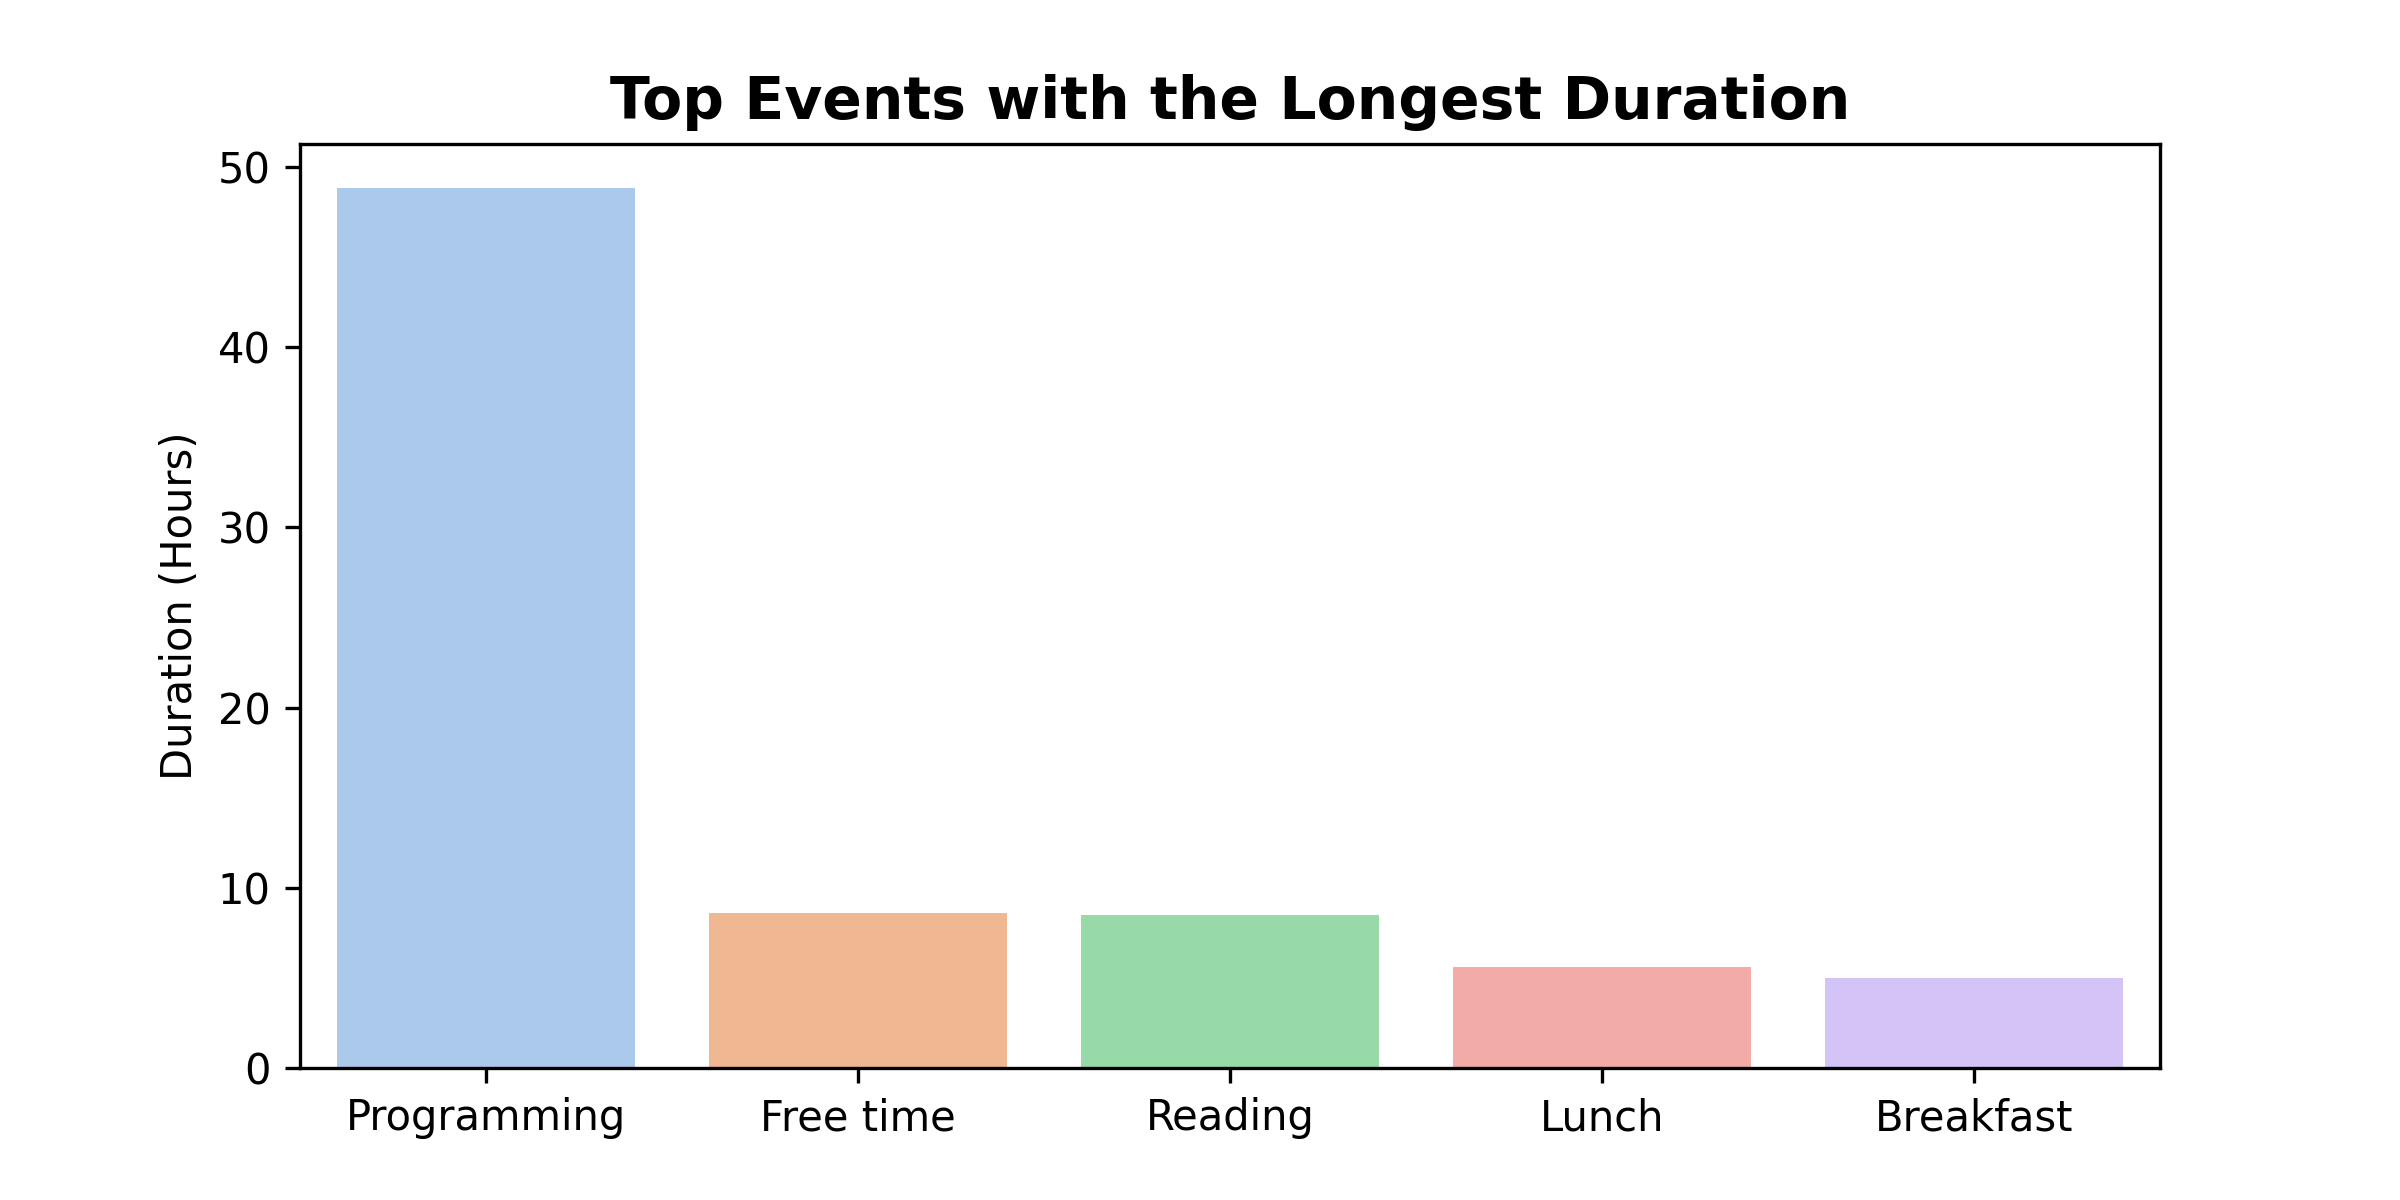 Top Events with the Longest Duration
Duration (Hours)
50
40
30
20
10
0
Programming
Free time
Reading
Lunch
Breakfast